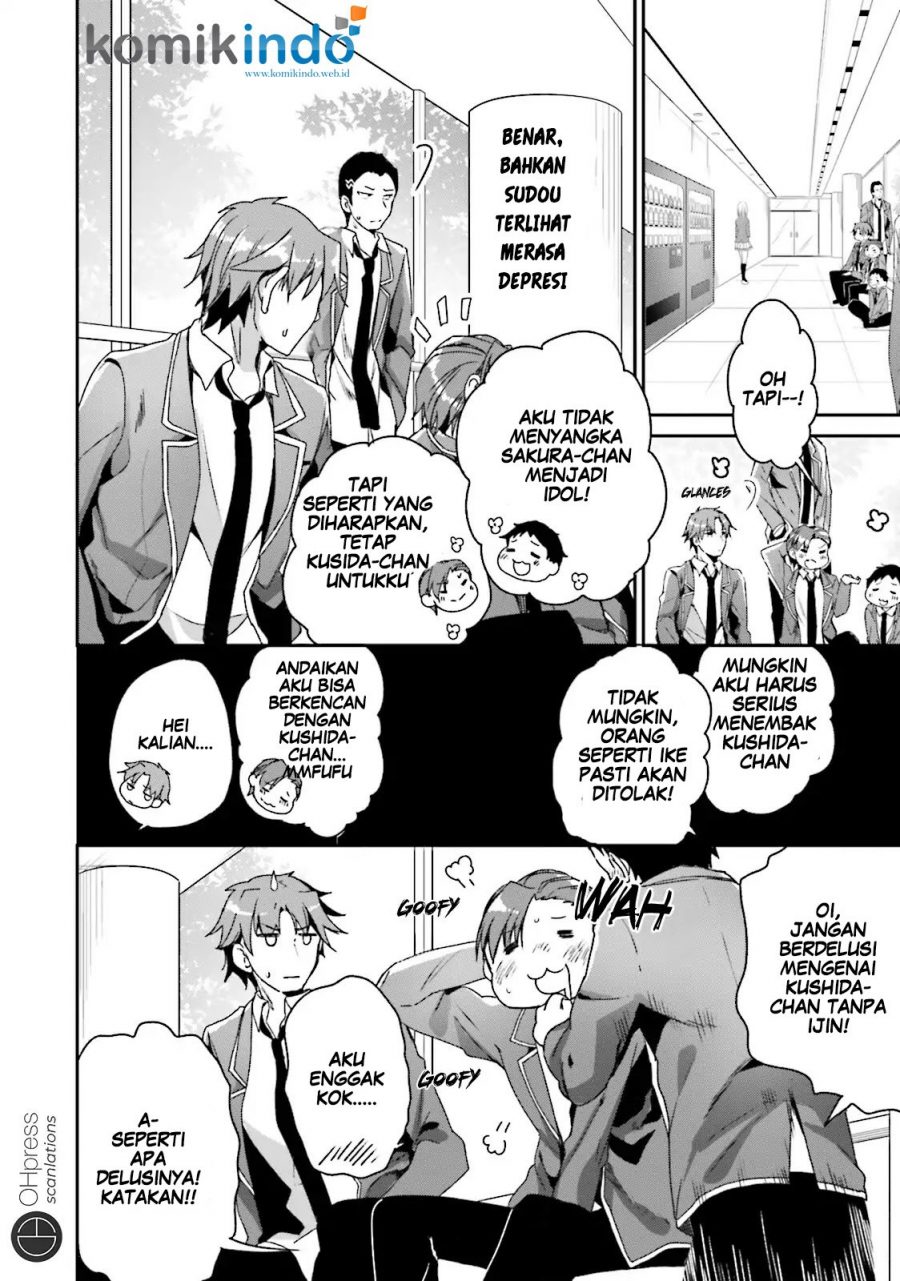 komikindo
www.komikindo.web.id
OH
TAPI--!
BENAR,
BAHKAN
SUDOU
TERLIHAT
MERASA
DEPRESI
GLANCES
AKU TIDAK
MENYANGKA
SAKURA-CHAN
MENJADI
IDOL!
TAPI
SEPERTI YANG
DIHARAPKAN,
TETAP
KUSIDA-CHAN
UNTUKKU
MUNGKIN
AKU HARUS
SERIUS
MENEMBAK
KUSHIDA-
CHAN
TIDAK
MUNGKIN,
ORANG
SEPERTI IKE
PASTI AKAN
DITOLAK!
ANDAIKAN
AKU BISA
BERKENCAN
DENGAN
KUSHIDA-
CHAN...
MMFUFU
HEI
KALIAN....
OI,
JANGAN
BERDELUSI
MENGENAI
KUSHIDA-
CHAN TANPA
IJIN!
WAH
GOOFY
GOOFY
AKU
ENGGAK
KOK.....
A-
SEPERTI
APA
DELUSINYA!
KATAKAN!!
OHpress
scanlations